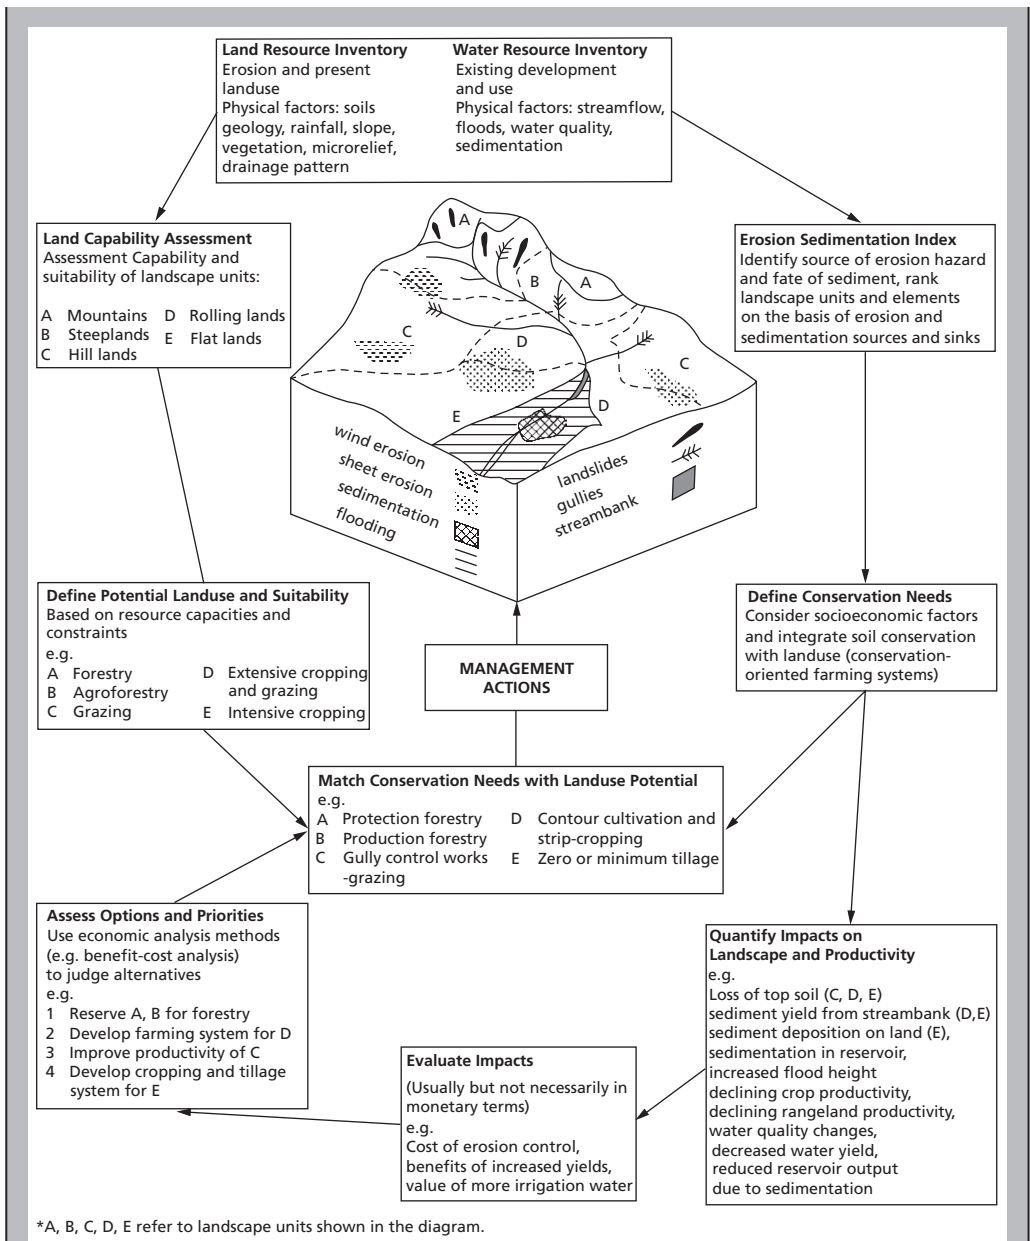 Land Resource Inventory
Erosion and present
landuse
Physical factors: soils
geology, rainfall, slope,
vegetation, microrelief,
drainage pattern
Water Resource Inventory
Existing development
and use
Physical factors: streamflow,
floods, water quality,
sedimentation
Land Capability Assessment
Assessment Capability and
suitability of landscape units:
A Mountains D Rolling lands
B Steeplands E Flat lands
C Hill lands
A
B
A
C
D
C
E
D
wind erosion
sheet erosion
sedimentation
flooding
landslides
gullies
streambank
Erosion Sedimentation Index
Identify source of erosion hazard
and fate of sediment, rank
landscape units and elements
on the basis of erosion and
sedimentation sources and sinks
Define Potential Landuse and Suitability
Based on resource capacities and
constraints
e.g.
A Forestry
B Agroforestry
C Grazing
D Extensive cropping
and grazing
E Intensive cropping
MANAGEMENT
ACTIONS
Define Conservation Needs
Consider socioeconomic factors
and integrate soil conservation
with landuse (conservation-
oriented farming systems)
Match Conservation Needs with Landuse Potential
e.g.
A Protection forestry
B Production forestry
C Gully control works
-grazing
D Contour cultivation and
strip-cropping
E Zero or minimum tillage
Assess Options and Priorities
Use economic analysis methods
(e.g. benefit-cost analysis)
to judge alternatives
e.g.
1 Reserve A, B for forestry
2 Develop farming system for D
3 Improve productivity of C
4 Develop cropping and tillage
system for E
Evaluate Impacts
(Usually but not necessarily in
monetary terms)
e.g.
Cost of erosion control,
benefits of increased yields,
value of more irrigation water
Quantify Impacts on
Landscape and Productivity
e.g.
Loss of top soil (C, D, E)
sediment yield from streambank (D,E)
sediment deposition on land (E),
sedimentation in reservoir,
increased flood height
declining crop productivity,
declining rangeland productivity,
water quality changes,
decreased water yield,
reduced reservoir output
due to sedimentation
*A, B, C, D, E refer to landscape units shown in the diagram.